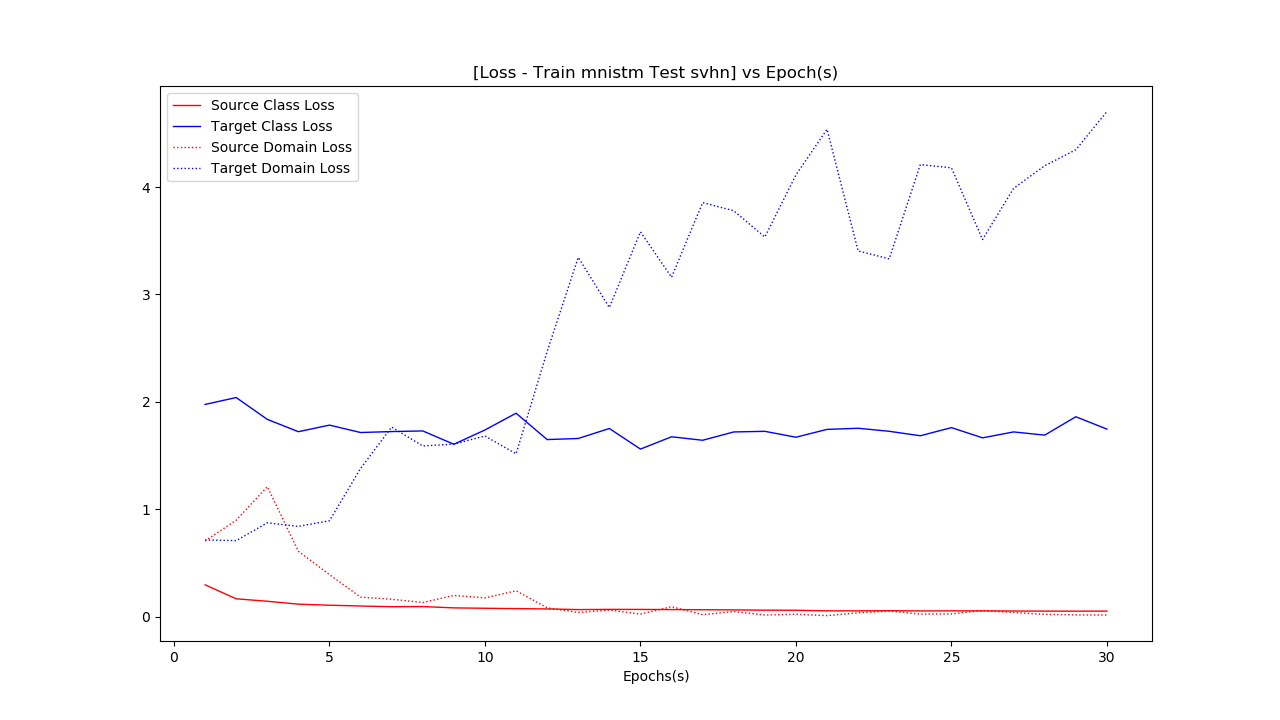 [Loss - Train mnistm Test svhn] vs Epoch(s)
Source Class Loss
Target Class Loss
Source Domain Loss
Target Domain Loss
4
3
2
1
0
0 5 10 15 20 25 30
Epochs(s)